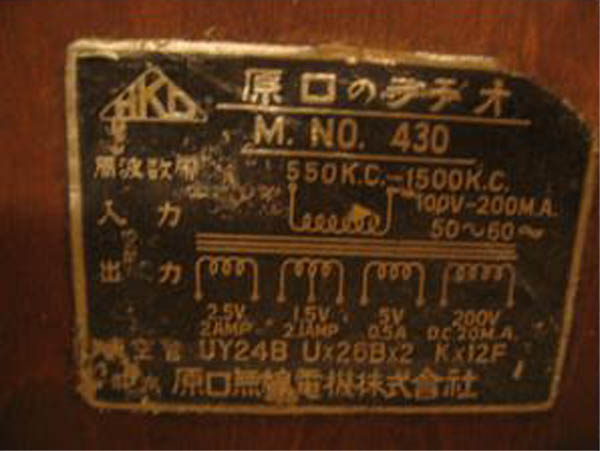 HKD
原口のラヂオ
M. NO. 430
周波数帯 550K.C.-1500K.C.
入力 100V-200M.A.
50〜60〜
出力
2.5V 1.5V 5V 200V
2AMP 2.1AMP 0.5A D.C 20M.A.
空管 UY24B UX26BX2 KX12F
原口無線電機株式会社